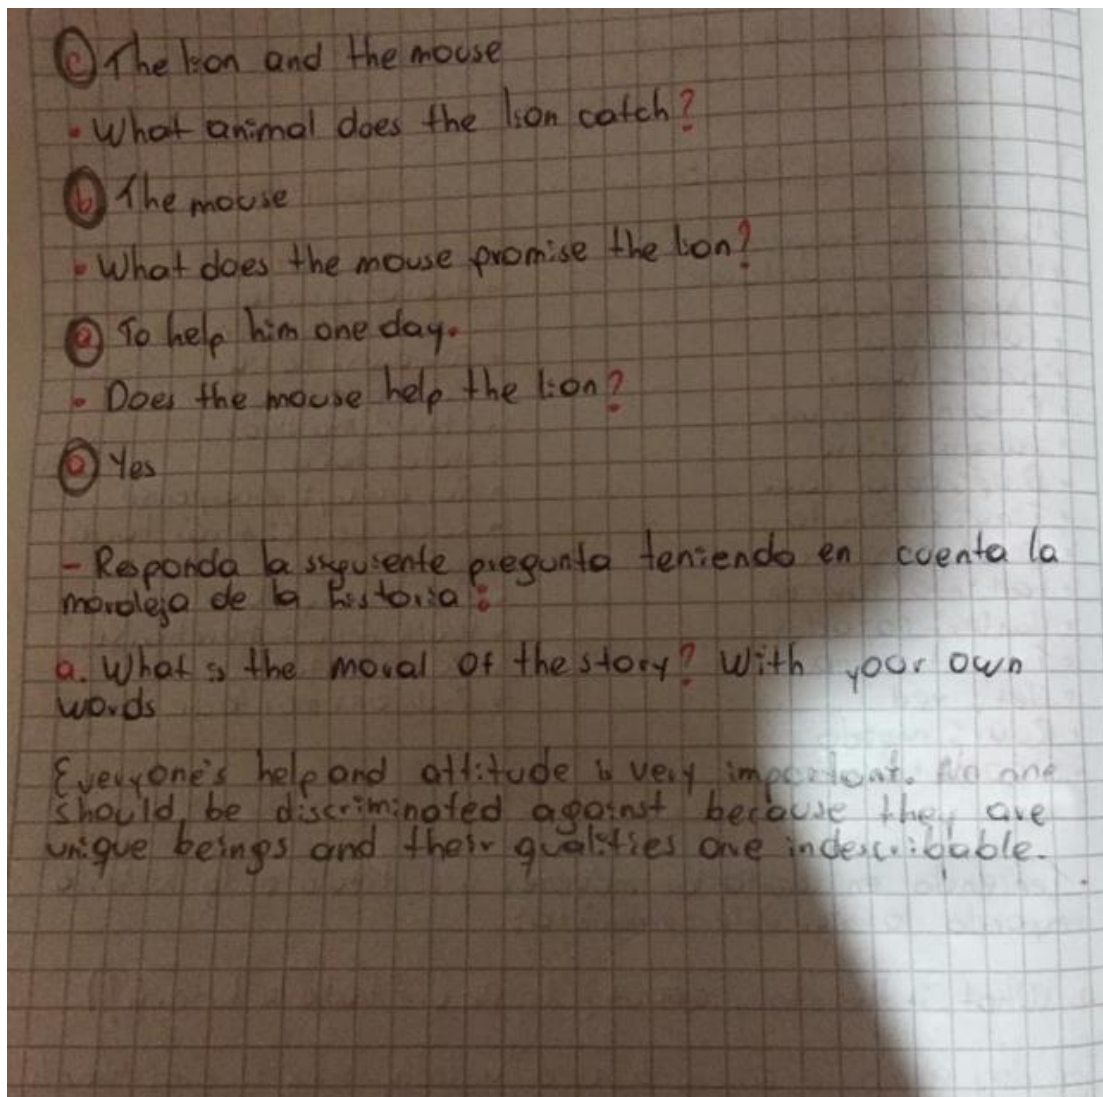 c The lion and the mouse
• What animal does the lion catch?
b The mouse
• What does the mouse promise the lion?
a To help him one day.
• Does the mouse help the lion?
Yes
- Responda la siguiente pregunta teniendo en cuenta la
moraleja de la historia:
a. What is the moral of the story? With your own
words
Everyone's help and attitude is very important. No one
should be discriminated against because they are
unique beings and their qualities are indescribable.